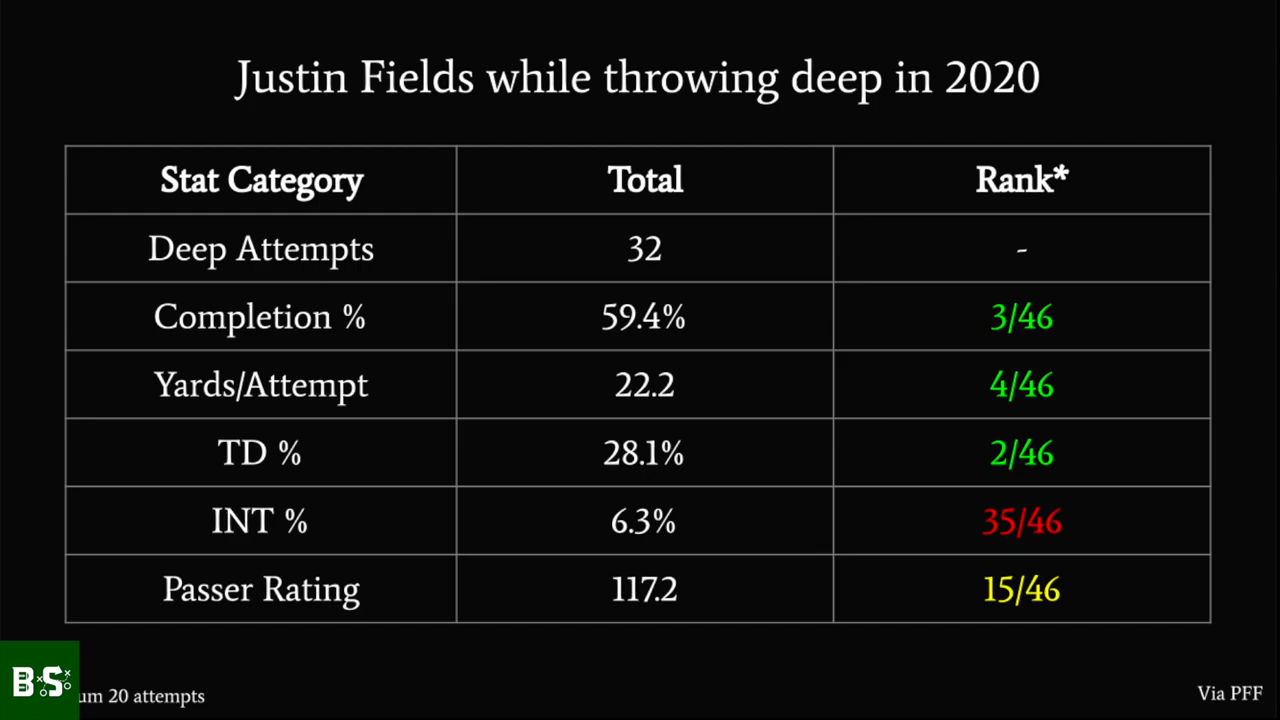 Justin Fields while throwing deep in 2020
Stat Category Total Rank*
Deep Attempts 32 -
Completion % 59.4% 3/46
Yards/Attempt 22.2 4/46
TD % 28.1% 2/46
INT % 6.3% 35/46
Passer Rating 117.2 15/46
BS
20 attempts
Via PFF